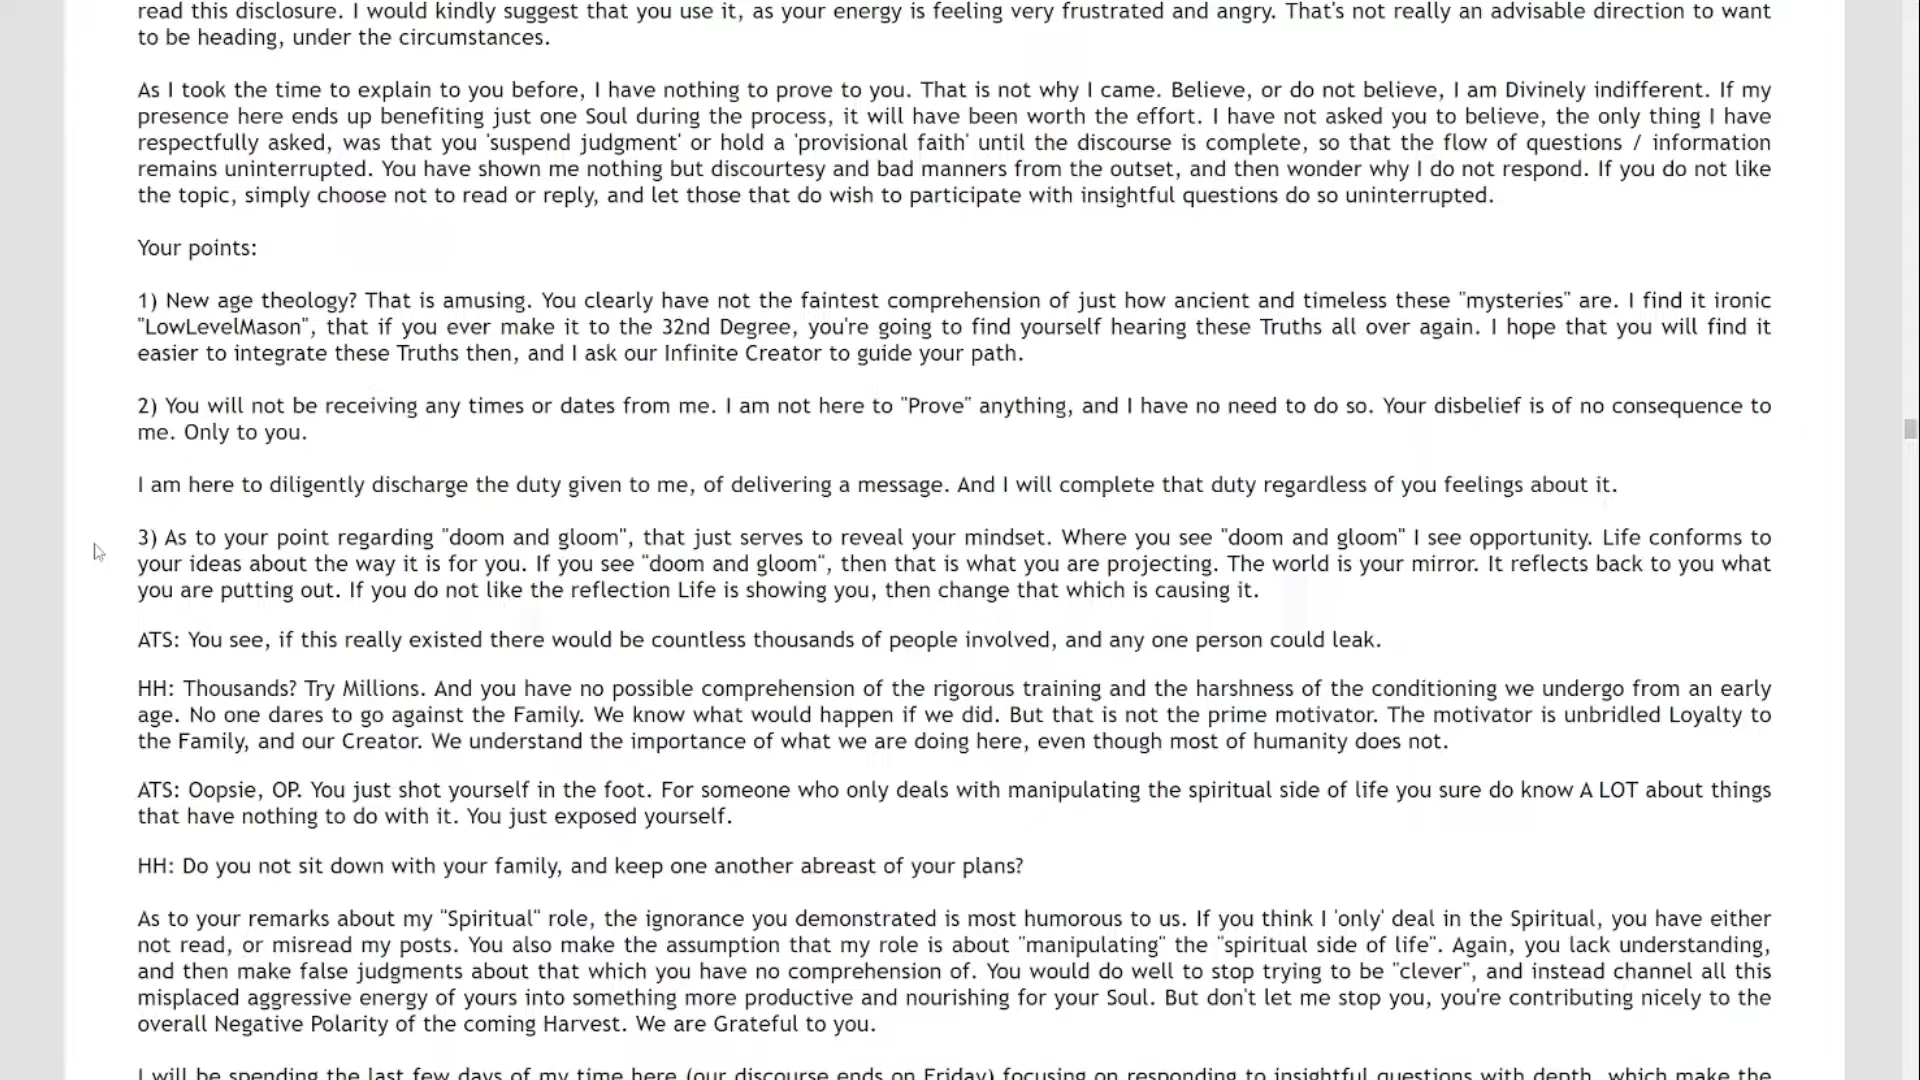 read this disclosure. I would kindly suggest that you use it, as your energy is feeling very frustrated and angry. That's not really an advisable direction to want
to be heading, under the circumstances.
As I took the time to explain to you before, I have nothing to prove to you. That is not why I came. Believe, or do not believe, I am Divinely indifferent. If my
presence here ends up benefiting just one Soul during the process, it will have been worth the effort. I have not asked you to believe, the only thing I have
respectfully asked, was that you 'suspend judgment' or hold a 'provisional faith' until the discourse is complete, so that the flow of questions / information
remains uninterrupted. You have shown me nothing but discourtesy and bad manners from the outset, and then wonder why I do not respond. If you do not like
the topic, simply choose not to read or reply, and let those that do wish to participate with insightful questions do so uninterrupted.
Your points:
1) New age theology? That is amusing. You clearly have not the faintest comprehension of just how ancient and timeless these "mysteries" are. I find it ironic
"LowLevelMason", that if you ever make it to the 32nd Degree, you're going to find yourself hearing these Truths all over again. I hope that you will find it
easier to integrate these Truths then, and I ask our Infinite Creator to guide your path.
2) You will not be receiving any times or dates from me. I am not here to "Prove" anything, and I have no need to do so. Your disbelief is of no consequence to
me. Only to you.
I am here to diligently discharge the duty given to me, of delivering a message. And I will complete that duty regardless of you feelings about it.
3) As to your point regarding "doom and gloom", that just serves to reveal your mindset. Where you see "doom and gloom" I see opportunity. Life conforms to
your ideas about the way it is for you. If you see "doom and gloom", then that is what you are projecting. The world is your mirror. It reflects back to you what
you are putting out. If you do not like the reflection Life is showing you, then change that which is causing it.
ATS: You see, if this really existed there would be countless thousands of people involved, and any one person could leak.
HH: Thousands? Try Millions. And you have no possible comprehension of the rigorous training and the harshness of the conditioning we undergo from an early
age. No one dares to go against the Family. We know what would happen if we did. But that is not the prime motivator. The motivator is unbridled Loyalty to
the Family, and our Creator. We understand the importance of what we are doing here, even though most of humanity does not.
ATS: Oopsie, OP. You just shot yourself in the foot. For someone who only deals with manipulating the spiritual side of life you sure do know A LOT about things
that have nothing to do with it. You just exposed yourself.
HH: Do you not sit down with your family, and keep one another abreast of your plans?
As to your remarks about my "Spiritual" role, the ignorance you demonstrated is most humorous to us. If you think I 'only' deal in the Spiritual, you have either
not read, or misread my posts. You also make the assumption that my role is about "manipulating" the "spiritual side of life". Again, you lack understanding,
and then make false judgments about that which you have no comprehension of. You would do well to stop trying to be "clever", and instead channel all this
misplaced aggressive energy of yours into something more productive and nourishing for your Soul. But don't let me stop you, you're contributing nicely to the
overall Negative Polarity of the coming Harvest. We are Grateful to you.
I will be spending the last few days of my time here (our discourse ends on Friday) focusing on responding to insightful questions with depth, which make the